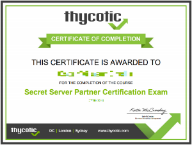 thycotic
CERTIFICATE OF COMPLETION
THIS CERTIFICATE IS AWARDED TO
FOR THE COMPLETION OF THE COURSE
Secret Server Partner Certification Exam
thycotic
DC | London | Sydney
www.thycotic.com